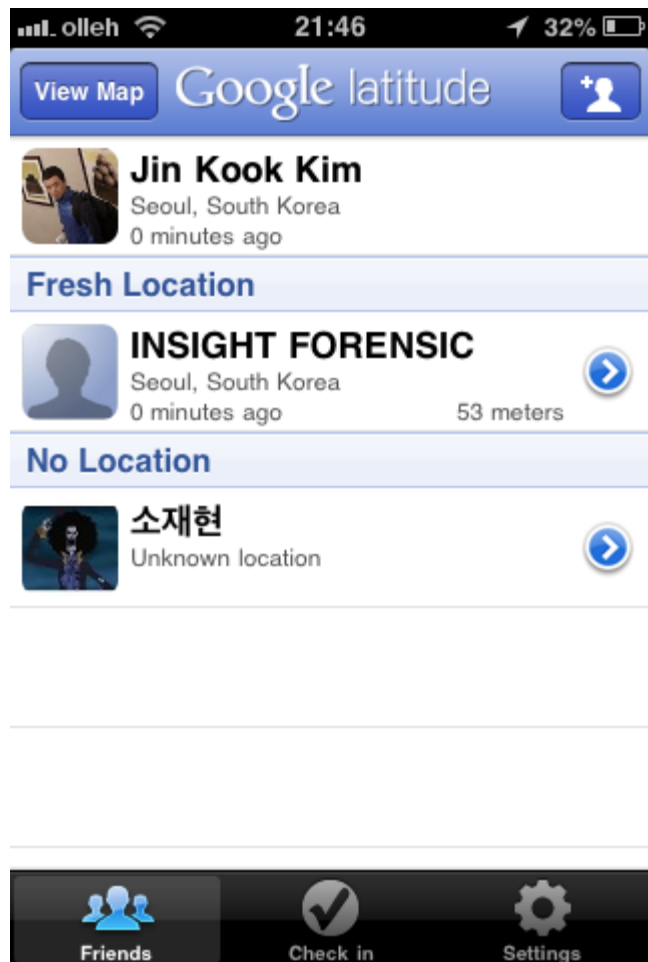 olleh 21:46 32%
View Map Google latitude
Jin Kook Kim
Seoul, South Korea
0 minutes ago
Fresh Location
INSIGHT FORENSIC
Seoul, South Korea
0 minutes ago 53 meters
No Location
소재현
Unknown location
Friends Check in Settings